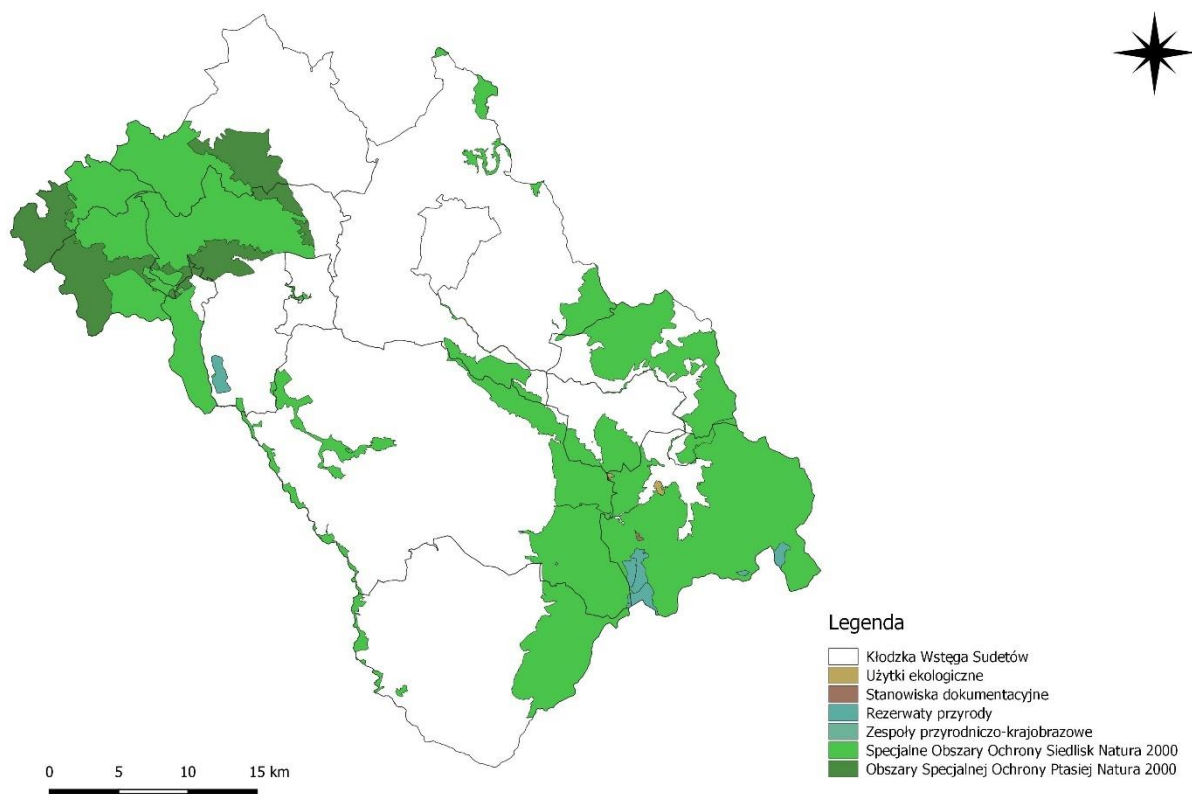 Legenda
Kłodzka Wstęga Sudetów
Użytki ekologiczne
Stanowiska dokumentacyjne
Rezerwaty przyrody
Zespoły przyrodniczo-krajobrazowe
Specjalne Obszary Ochrony Siedlisk Natura 2000
Obszary Specjalnej Ochrony Ptasiej Natura 2000
0 5 10 15 km